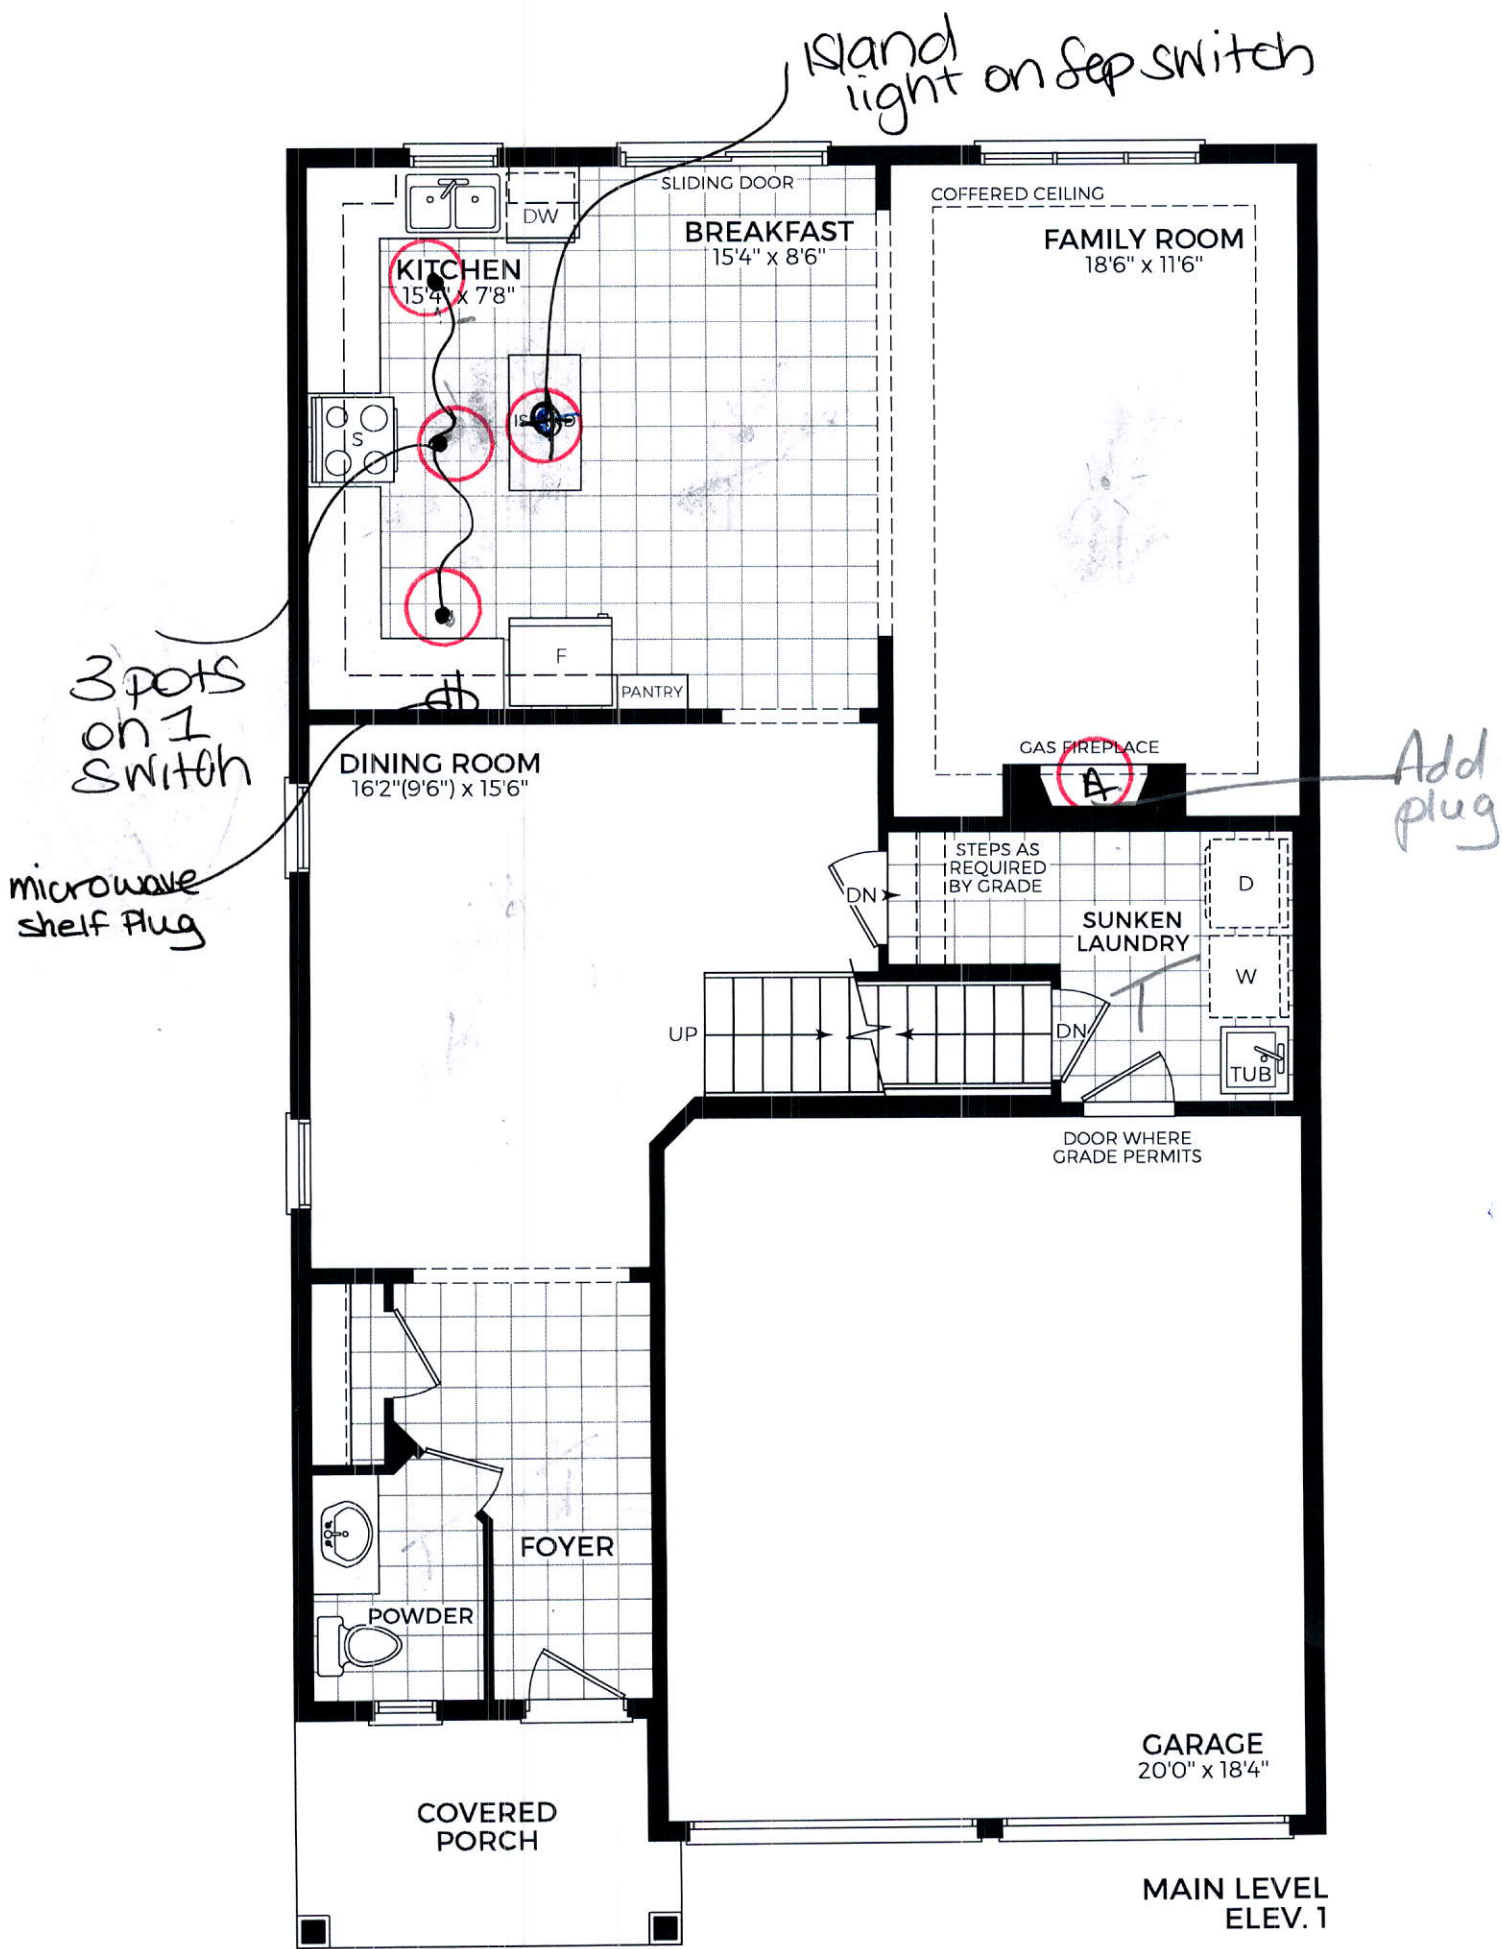 Island
light on Sep switch
SLIDING DOOR
COFFERED CEILING
DW
BREAKFAST
15'4" x 8'6"
FAMILY ROOM
18'6" x 11'6"
KITCHEN
15'4" x 7'8"
S
3 pots
on 1
switch
F
PANTRY
DINING ROOM
16'2"(9'6") x 15'6"
GAS FIREPLACE
Add
plug
microwave
shelf Plug
STEPS AS
REQUIRED
BY GRADE
DN
D
SUNKEN
LAUNDRY
W
UP
DN
TUB
DOOR WHERE
GRADE PERMITS
FOYER
POWDER
GARAGE
20'0" x 18'4"
COVERED
PORCH
MAIN LEVEL
ELEV. 1